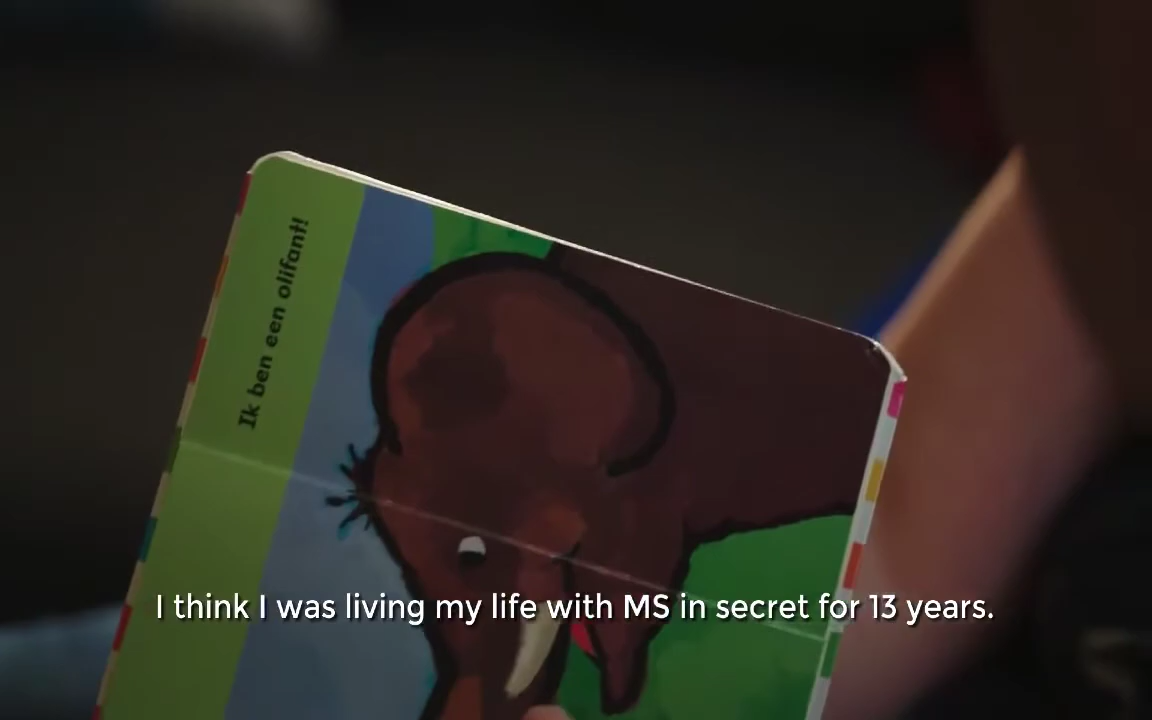 Ik ben een olifant!
I think I was living my life with MS in secret for 13 years.